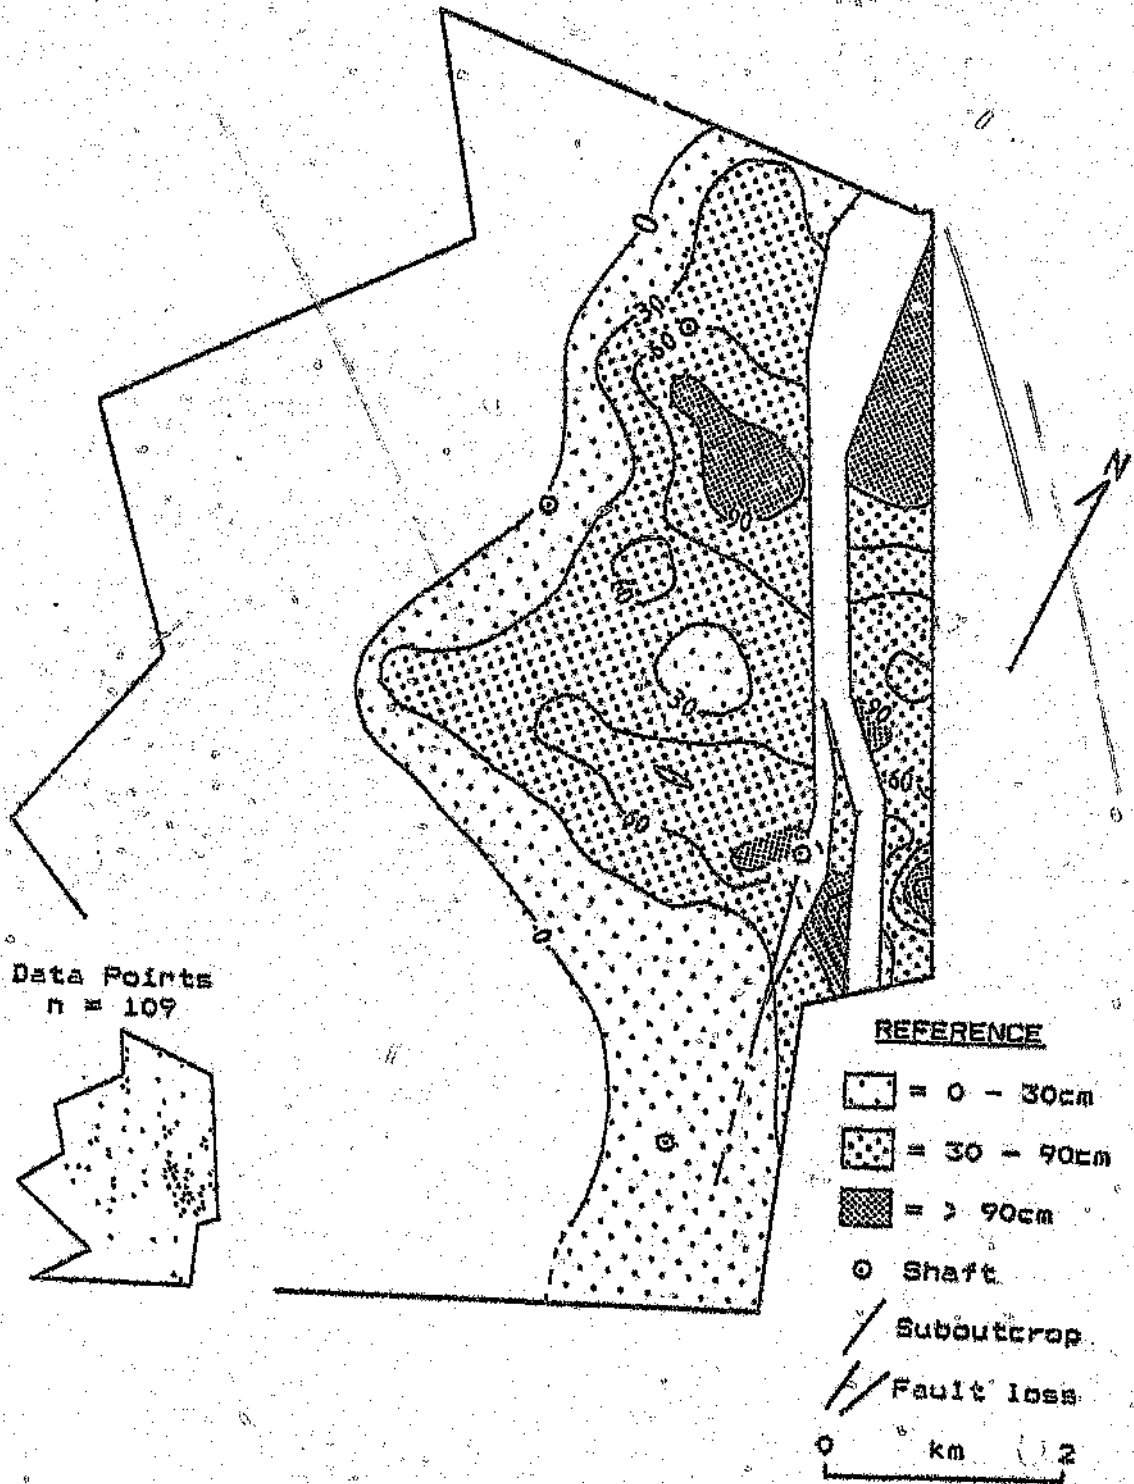 0
30
60
N
90
60
30
90
60
60
0
Data Points
n = 109
REFERENCE
= 0 - 30cm
= 30 - 90cm
= > 90cm
Shaft
Suboutcrop
Fault loss
0 km 2